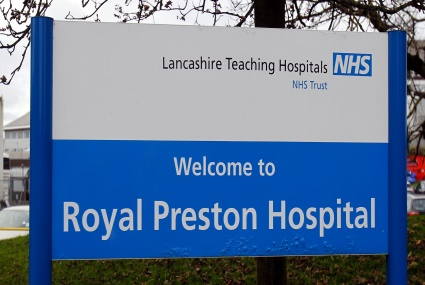 Lancashire Teaching Hospitals NHS
NHS Trust
Welcome to
Royal Preston Hospital